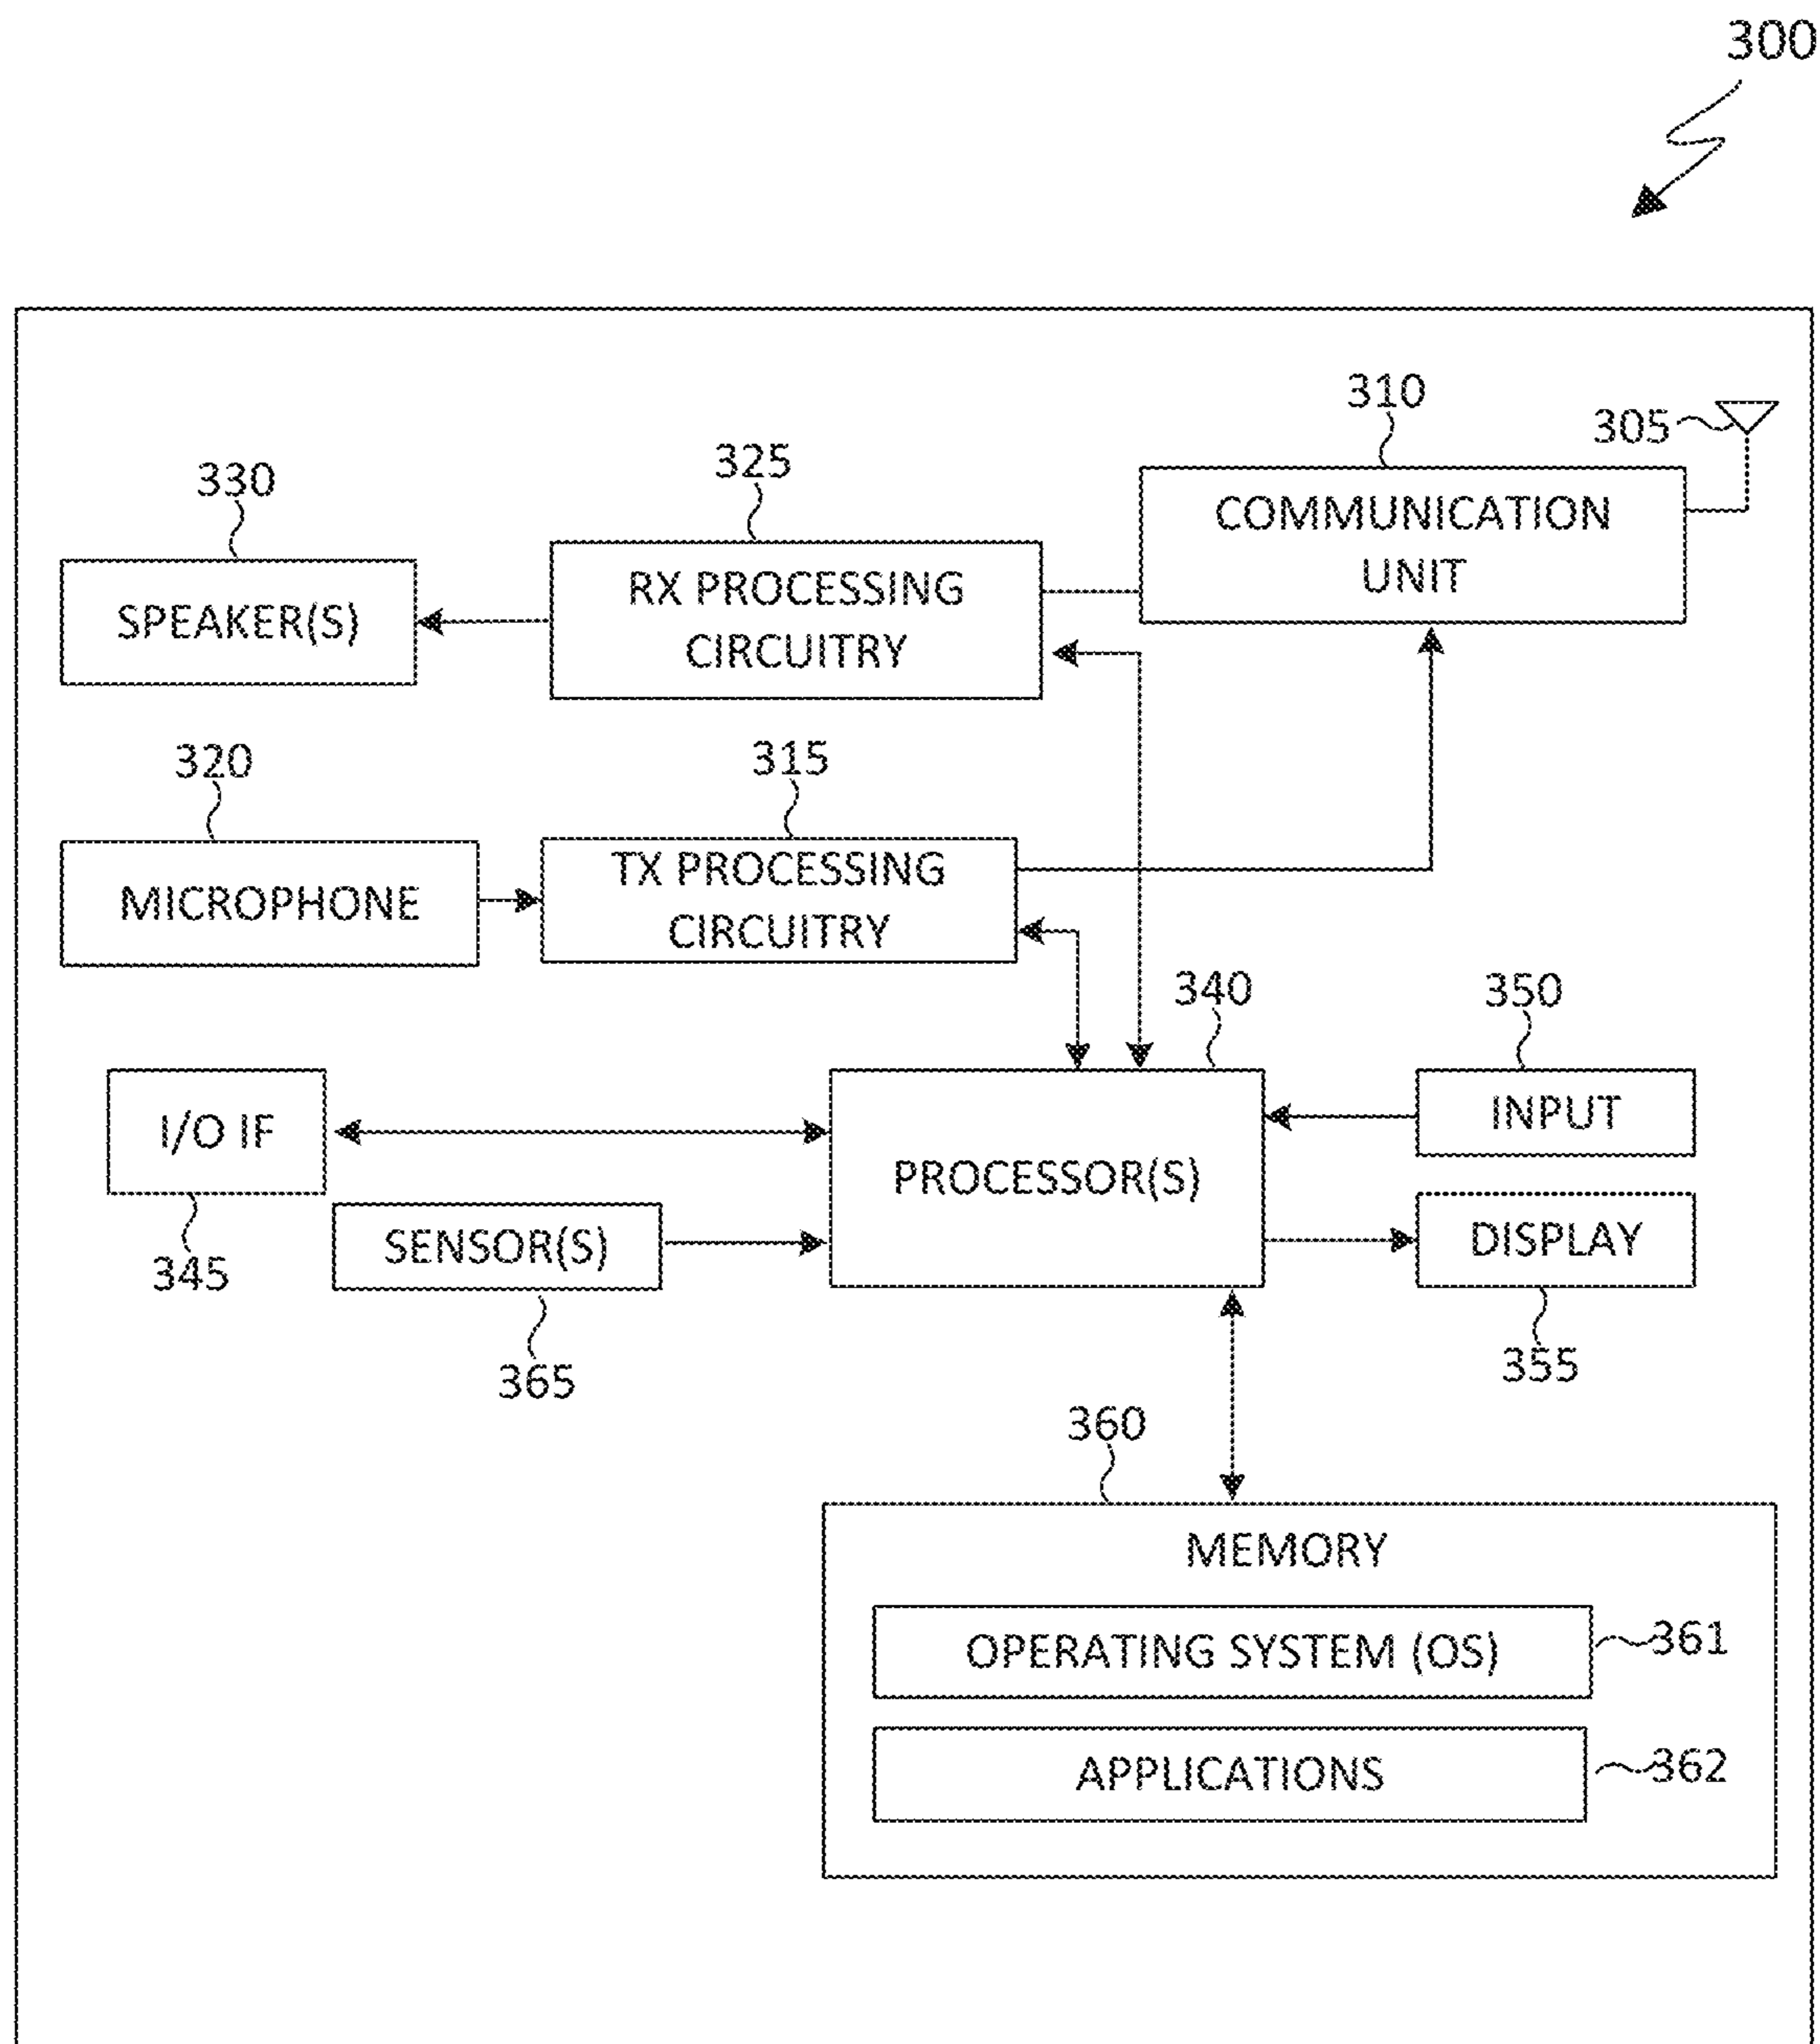 300
310
305
325
330
COMMUNICATION
UNIT
RX PROCESSING
CIRCUITRY
SPEAKER(S)
320
315
MICROPHONE
TX PROCESSING
CIRCUITRY
340
350
I/O IF
PROCESSOR(S)
INPUT
SENSOR(S)
DISPLAY
345
365
355
360
MEMORY
OPERATING SYSTEM (OS)
361
APPLICATIONS
362